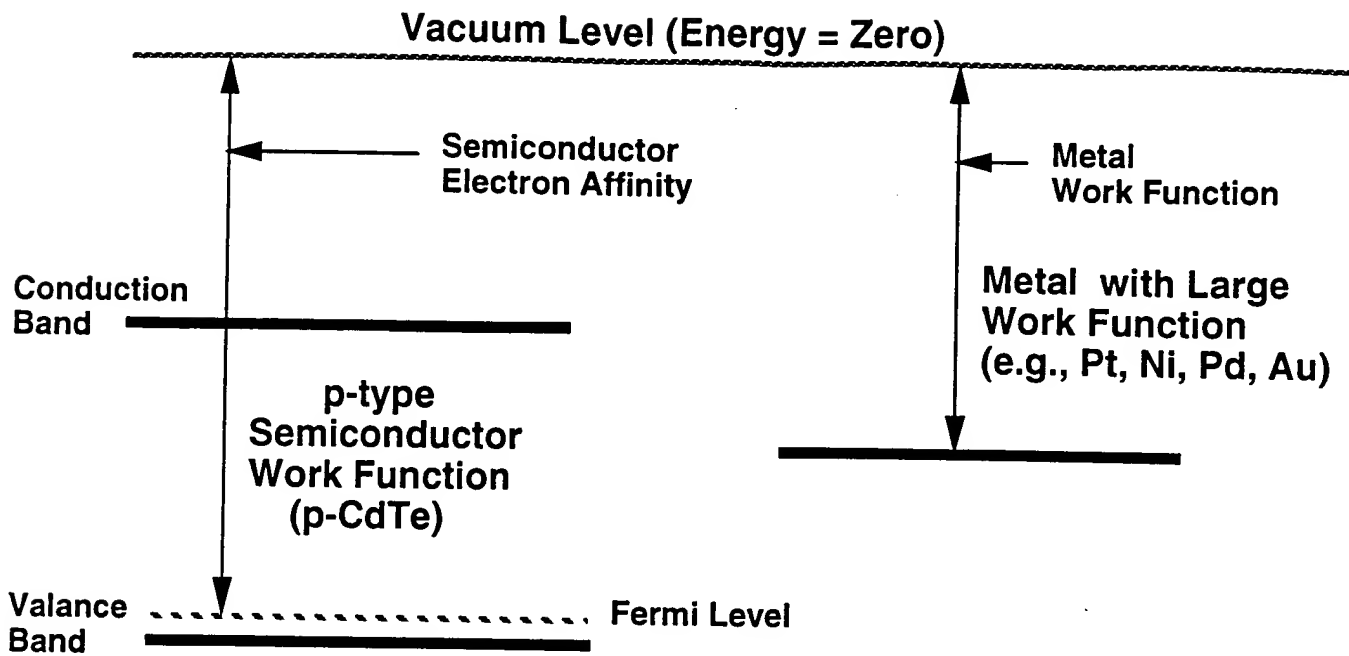 Vacuum Level (Energy = Zero)
Semiconductor
Electron Affinity
Metal
Work Function
Conduction
Band
Metal with Large
Work Function
(e.g., Pt, Ni, Pd, Au)
p-type
Semiconductor
Work Function
(p-CdTe)
Valance
Band
Fermi Level